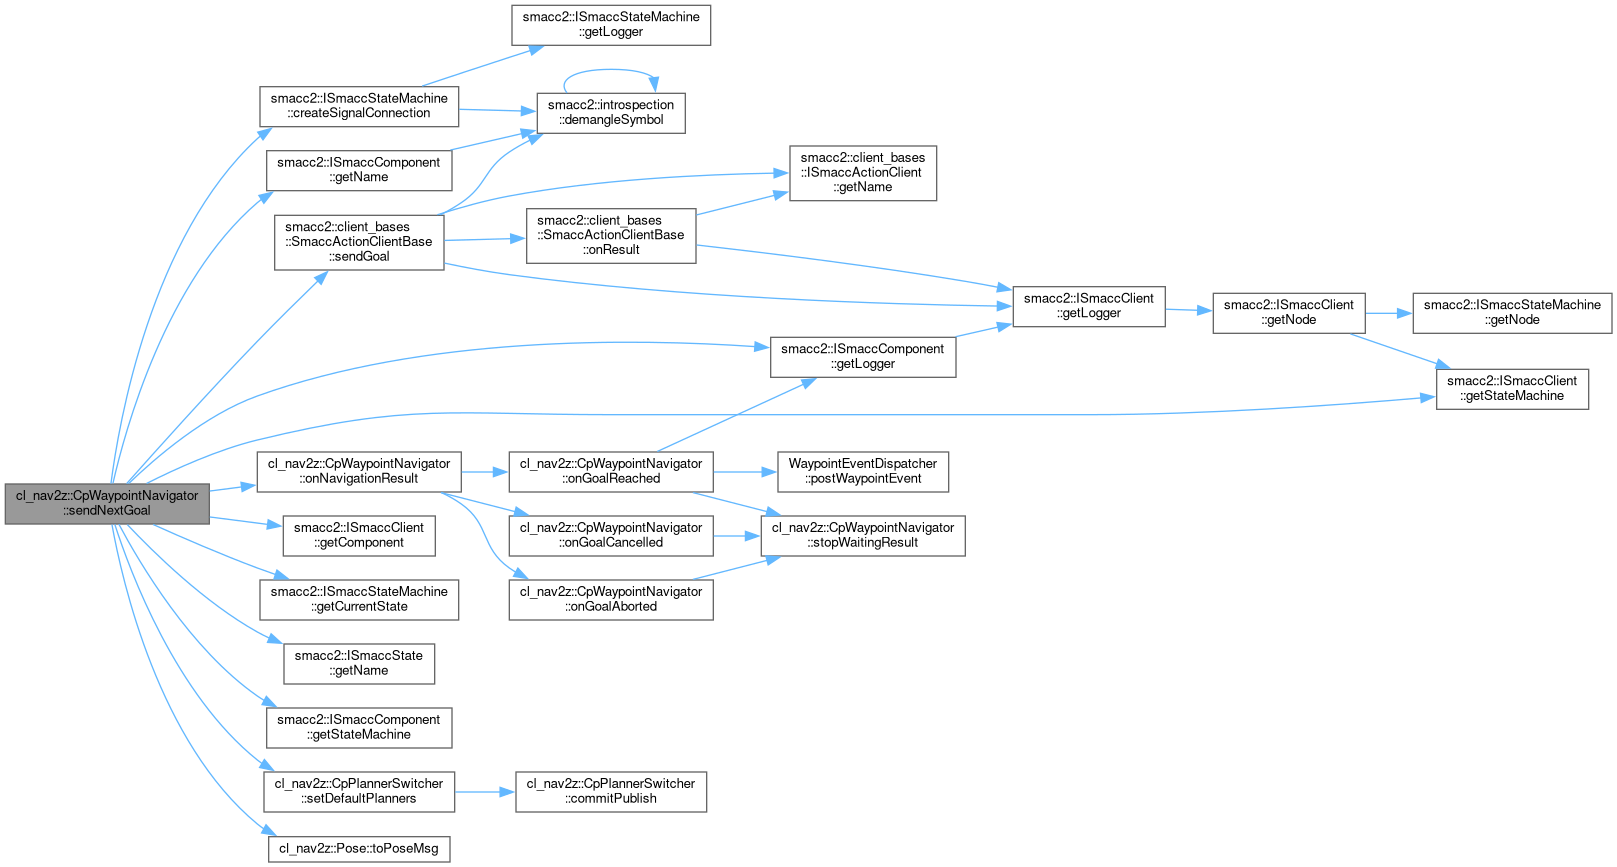 smacc2::ISmaccStateMachine
::getLogger
smacc2::ISmaccStateMachine
::createSignalConnection
smacc2::introspection
::demangleSymbol
smacc2::ISmaccComponent
::getName
smacc2::client_bases
::ISmaccActionClient
::getName
smacc2::client_bases
::SmaccActionClientBase
::sendGoal
smacc2::client_bases
::SmaccActionClientBase
::onResult
smacc2::ISmaccClient
::getLogger
smacc2::ISmaccClient
::getNode
smacc2::ISmaccStateMachine
::getNode
smacc2::ISmaccComponent
::getLogger
smacc2::ISmaccClient
::getStateMachine
cl_nav2z::CpWaypointNavigator
::sendNextGoal
cl_nav2z::CpWaypointNavigator
::onNavigationResult
cl_nav2z::CpWaypointNavigator
::onGoalReached
WaypointEventDispatcher
::postWaypointEvent
smacc2::ISmaccClient
::getComponent
cl_nav2z::CpWaypointNavigator
::onGoalCancelled
cl_nav2z::CpWaypointNavigator
::stopWaitingResult
smacc2::ISmaccStateMachine
::getCurrentState
cl_nav2z::CpWaypointNavigator
::onGoalAborted
smacc2::ISmaccState
::getName
smacc2::ISmaccComponent
::getStateMachine
cl_nav2z::CpPlannerSwitcher
::setDefaultPlanners
cl_nav2z::CpPlannerSwitcher
::commitPublish
cl_nav2z::Pose::toPoseMsg